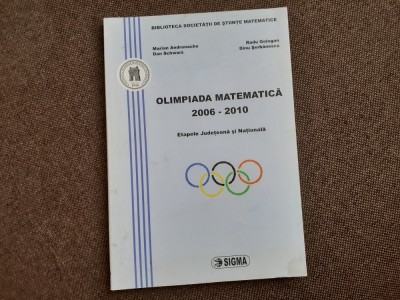 BIBLIOTECA SOCIETĂȚII DE ȘTIINȚE MATEMATICE
Marian Andronache
Dan Schwarz
Radu Gologan
Dinu Șerbănescu
OLIMPIADA MATEMATICĂ
2006 - 2010
Etapele Județeană și Națională
SIGMA